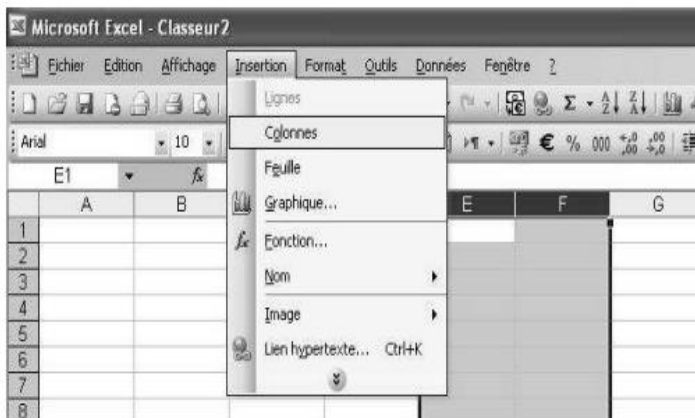 Microsoft Excel - Classeur2
Fichier Edition Affichage Insertion Format Outils Données Fenêtre ?
Lignes
Arial 10 € % 000
Colonnes
E1 fx
Feuille
A B E F G
Graphique...
1
fx Fonction...
2
3
Nom
4
Image
5
6
Lien hypertexte... Ctrl+K
7
8